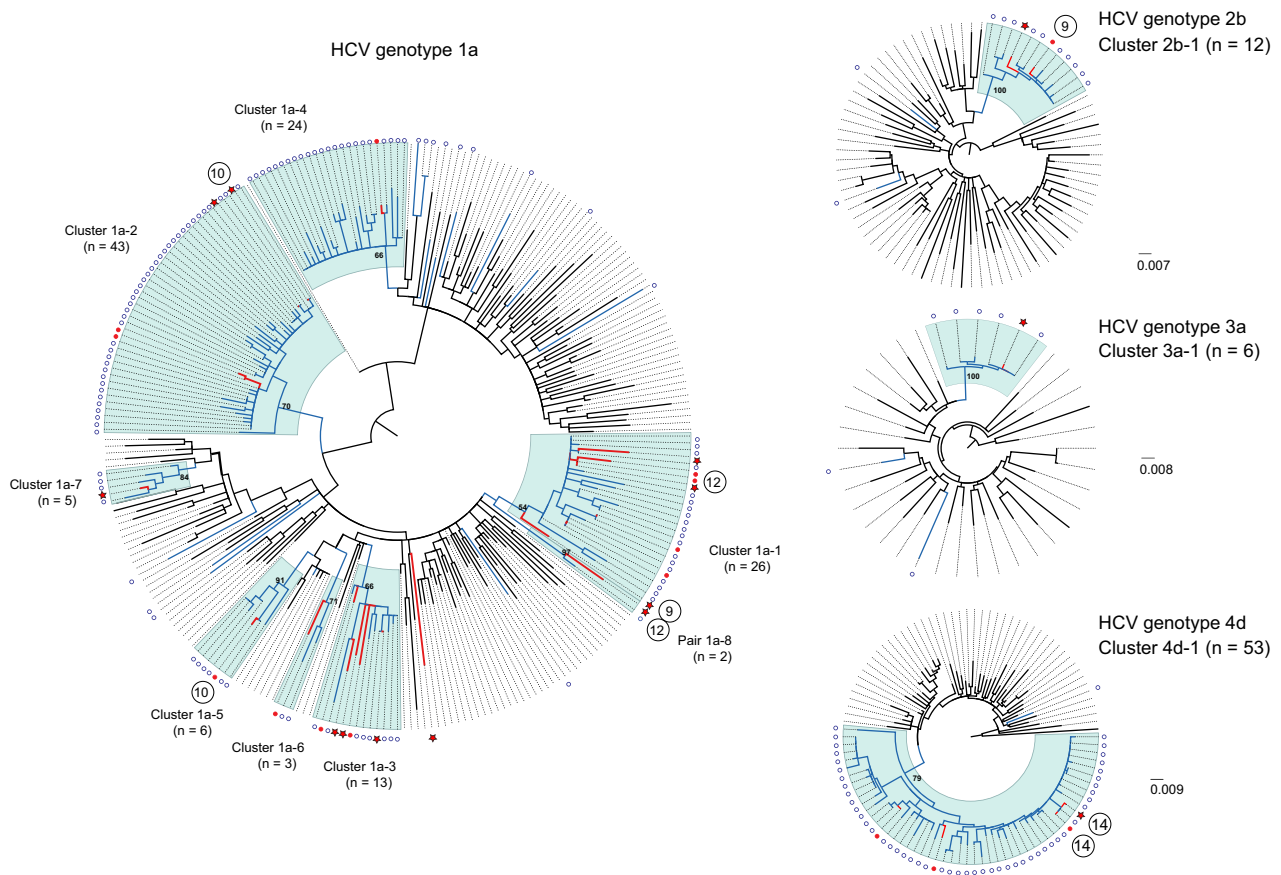 HCV genotype 1a
Cluster 1a-4
(n = 24)
66
10
Cluster 1a-2
(n = 43)
70
Cluster 1a-7
(n = 5)
84
12
54
97
Cluster 1a-1
(n = 26)
9
12
Pair 1a-8
(n = 2)
91
10
Cluster 1a-5
(n = 6)
71
Cluster 1a-6
(n = 3)
66
Cluster 1a-3
(n = 13)
HCV genotype 2b
Cluster 2b-1 (n = 12)
9
100
0.007
HCV genotype 3a
Cluster 3a-1 (n = 6)
100
0.008
HCV genotype 4d
Cluster 4d-1 (n = 53)
79
0.009
14
14